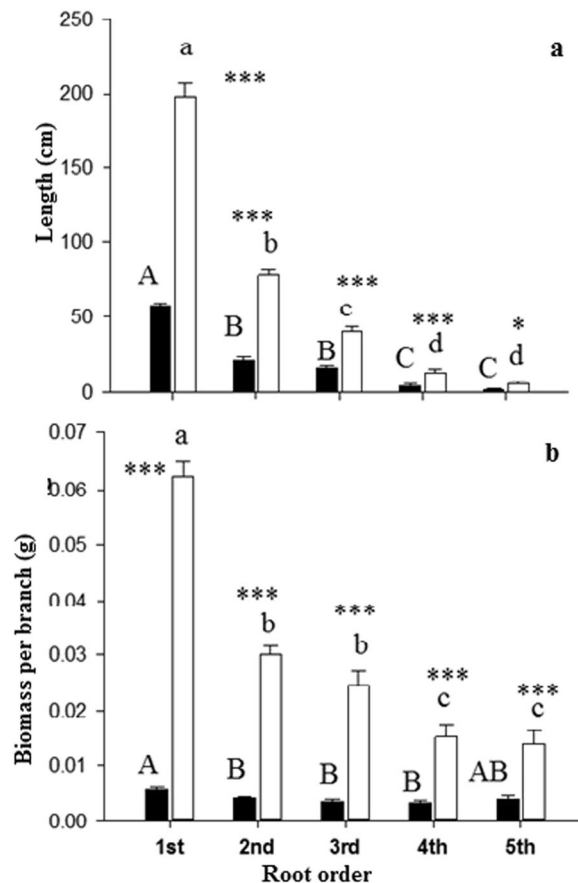 250
a
a
***
200
Length (cm)
150
***
b
100
***
A
c
***
*
B
50
B
C
d
C
d
0
0.07
a
b
***
0.06
Biomass per branch (g)
0.05
***
***
0.04
b
b
0.03
***
***
0.02
c
c
0.01
A
B
B
B
AB
0.00
1st 2nd 3rd 4th 5th
Root order